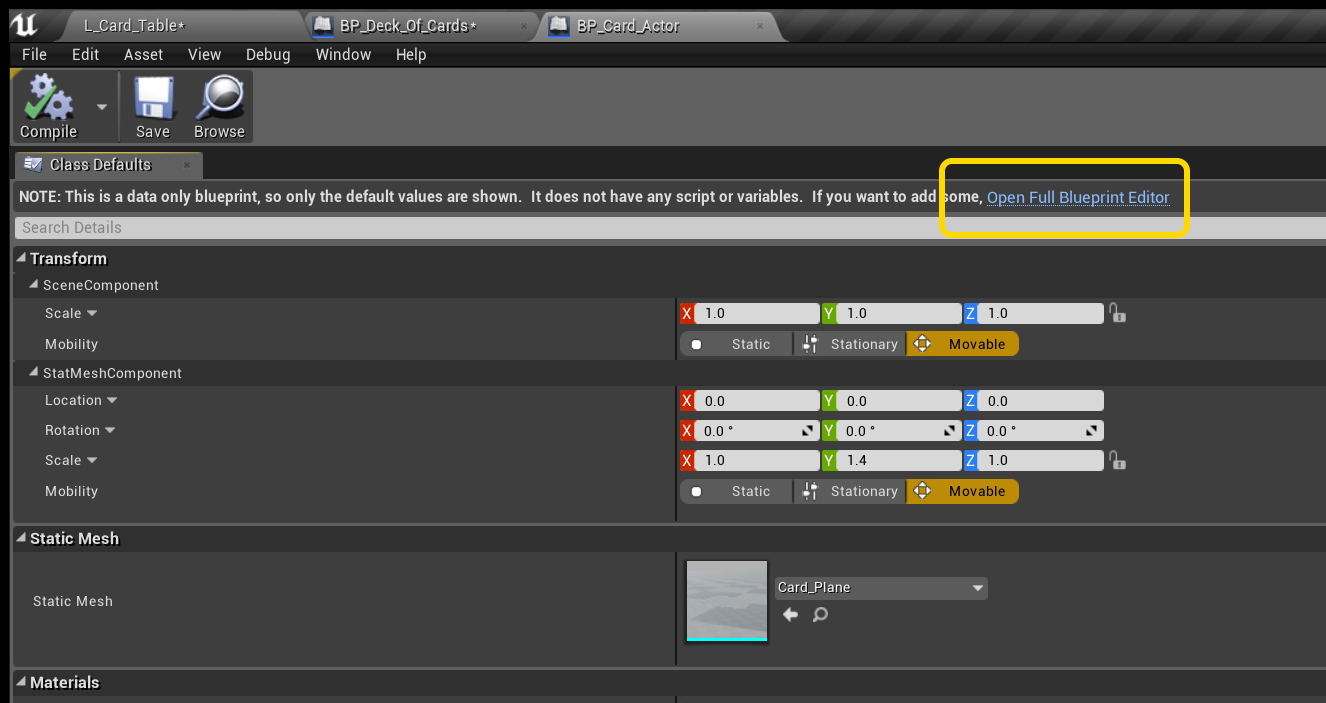 L_Card_Table* BP_Deck_Of_Cards* BP_Card_Actor
File Edit Asset View Debug Window Help
Compile Save Browse
Class Defaults
NOTE: This is a data only blueprint, so only the default values are shown.  It does not have any script or variables.  If you want to add some, Open Full Blueprint Editor
Search Details
Transform
SceneComponent
Scale X 1.0 Y 1.0 Z 1.0
Mobility Static Stationary Movable
StatMeshComponent
Location X 0.0 Y 0.0 Z 0.0
Rotation X 0.0 ° Y 0.0 ° Z 0.0 °
Scale X 1.0 Y 1.4 Z 1.0
Mobility Static Stationary Movable
Static Mesh
Static Mesh Card_Plane
Materials